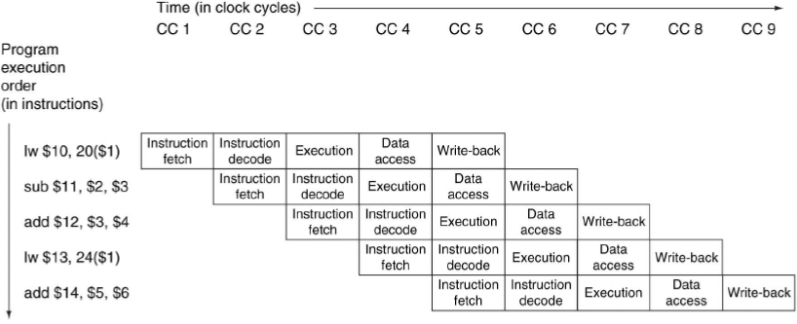 Time (in clock cycles)
CC 1 CC 2 CC 3 CC 4 CC 5 CC 6 CC 7 CC 8 CC 9
Program
execution
order
(in instructions)
lw $10, 20($1) Instruction fetch Instruction decode Execution Data access Write-back
sub $11, $2, $3 Instruction fetch Instruction decode Execution Data access Write-back
add $12, $3, $4 Instruction fetch Instruction decode Execution Data access Write-back
lw $13, 24($1) Instruction fetch Instruction decode Execution Data access Write-back
add $14, $5, $6 Instruction fetch Instruction decode Execution Data access Write-back